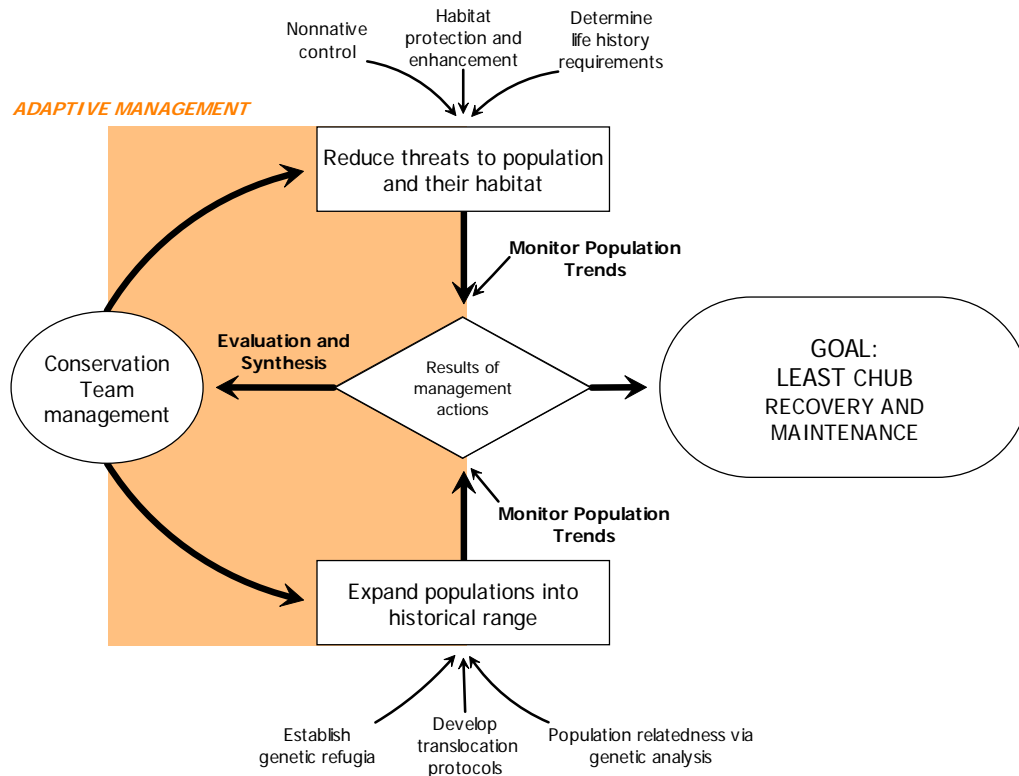 Nonnative
control
Habitat
protection and
enhancement
Determine
life history
requirements
ADAPTIVE MANAGEMENT
Reduce threats to population
and their habitat
Monitor Population
Trends
Evaluation and
Synthesis
Conservation
Team
management
Results of
management
actions
GOAL:
LEAST CHUB
RECOVERY AND
MAINTENANCE
Monitor Population
Trends
Expand populations into
historical range
Establish
genetic refugia
Develop
translocation
protocols
Population relatedness via
genetic analysis